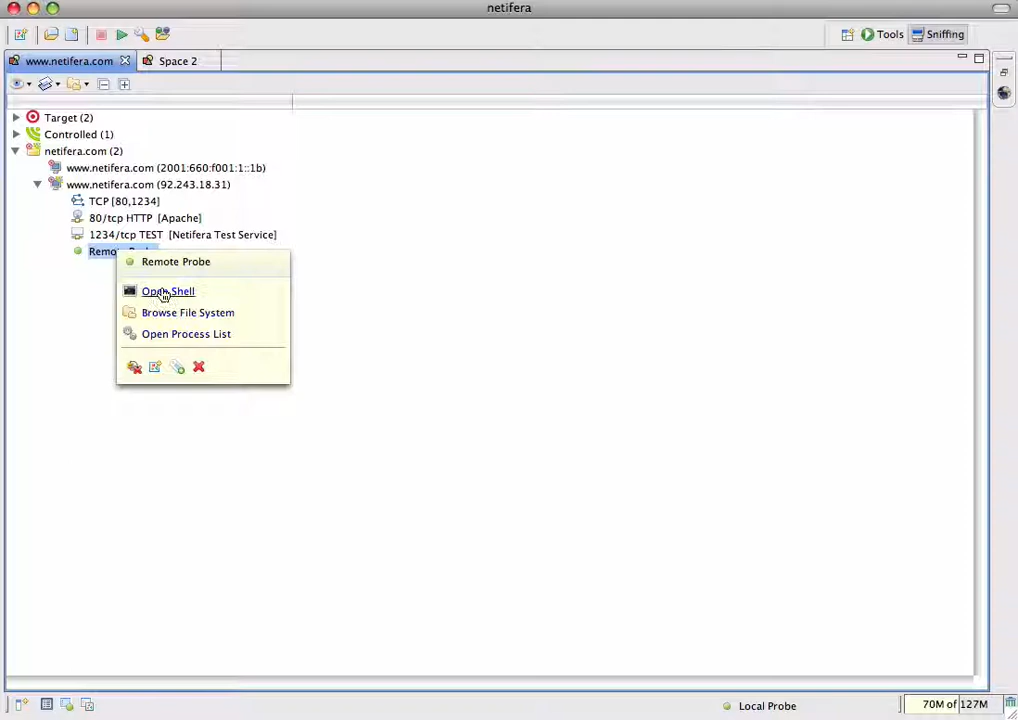 netifera
Tools Sniffing
www.netifera.com Space 2
Target (2)
Controlled (1)
netifera.com (2)
www.netifera.com (2001:660:f001:1::1b)
www.netifera.com (92.243.18.31)
TCP [80,1234]
80/tcp HTTP [Apache]
1234/tcp TEST [Netifera Test Service]
Remote Probe
Open Shell
Browse File System
Open Process List
Local Probe 70M of 127M